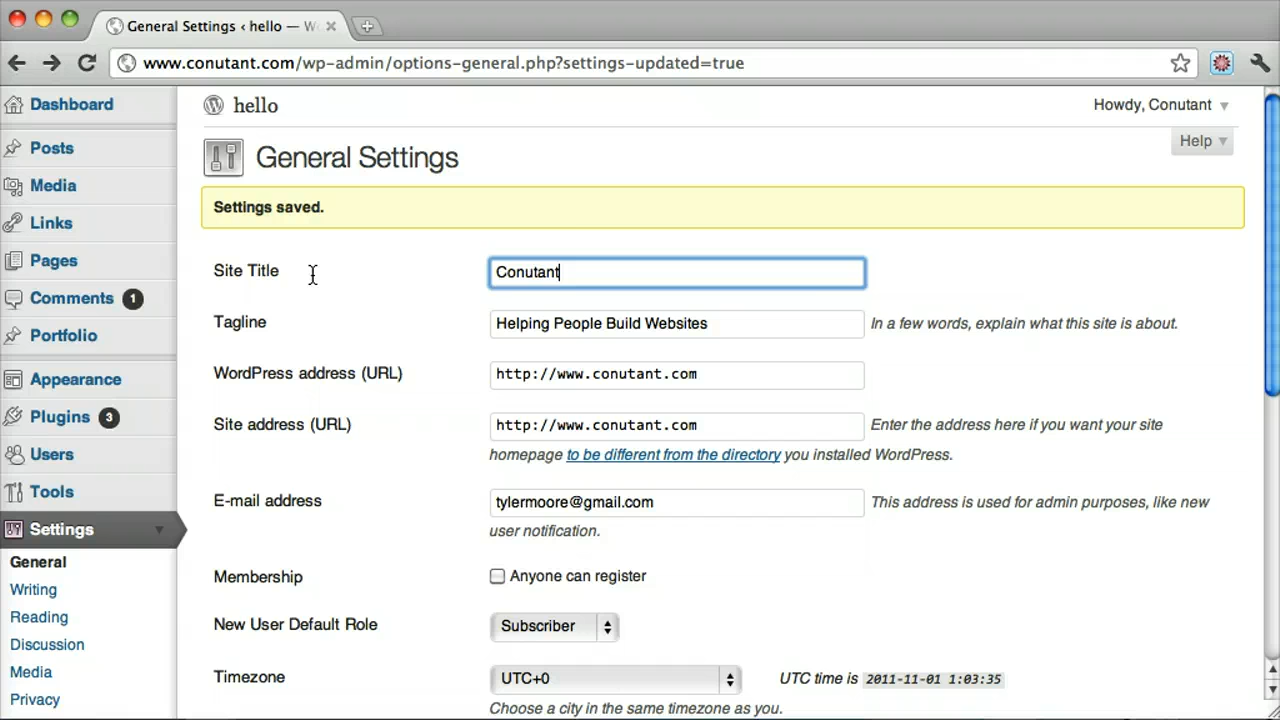 General Settings ‹ hello — W
www.conutant.com/wp-admin/options-general.php?settings-updated=true
Dashboard
Posts
Media
Links
Pages
Comments 1
Portfolio
Appearance
Plugins 3
Users
Tools
Settings
General
Writing
Reading
Discussion
Media
Privacy
hello
Howdy, Conutant
Help
General Settings
Settings saved.
Site Title Conutant
Tagline Helping People Build Websites In a few words, explain what this site is about.
WordPress address (URL) http://www.conutant.com
Site address (URL) http://www.conutant.com Enter the address here if you want your site
homepage to be different from the directory you installed WordPress.
E-mail address tylermoore@gmail.com This address is used for admin purposes, like new
user notification.
Membership Anyone can register
New User Default Role Subscriber
Timezone UTC+0 UTC time is 2011-11-01 1:03:35
Choose a city in the same timezone as you.